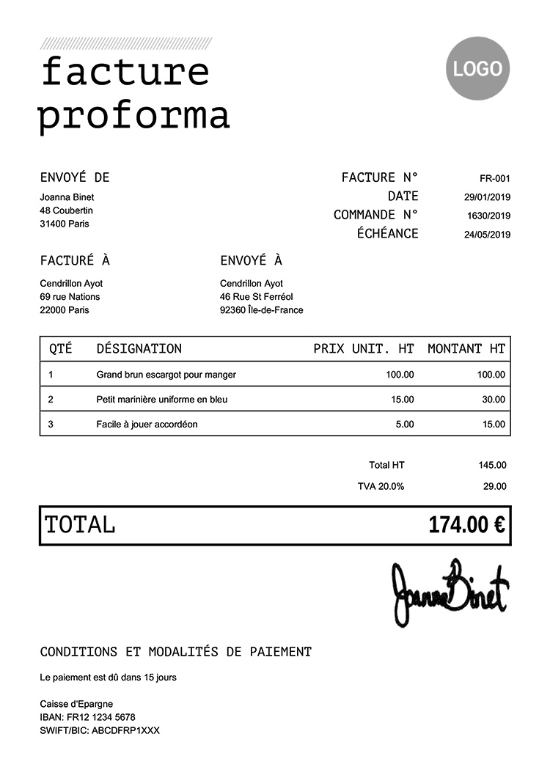 facture
proforma
LOGO
ENVOYÉ DE
Joanna Binet
48 Coubertin
31400 Paris
FACTURE N° FR-001
DATE 29/01/2019
COMMANDE N° 1630/2019
ÉCHÉANCE 24/05/2019
FACTURÉ À
Cendrillon Ayot
69 rue Nations
22000 Paris
ENVOYÉ À
Cendrillon Ayot
46 Rue St Ferréol
92360 Île-de-France
QTÉ DÉSIGNATION PRIX UNIT. HT MONTANT HT
1 Grand brun escargot pour manger 100.00 100.00
2 Petit marinière uniforme en bleu 15.00 30.00
3 Facile à jouer accordéon 5.00 15.00
Total HT 145.00
TVA 20.0% 29.00
TOTAL 174.00 €
Joanna Binet
CONDITIONS ET MODALITÉS DE PAIEMENT
Le paiement est dû dans 15 jours
Caisse d'Epargne
IBAN: FR12 1234 5678
SWIFT/BIC: ABCDFRP1XXX